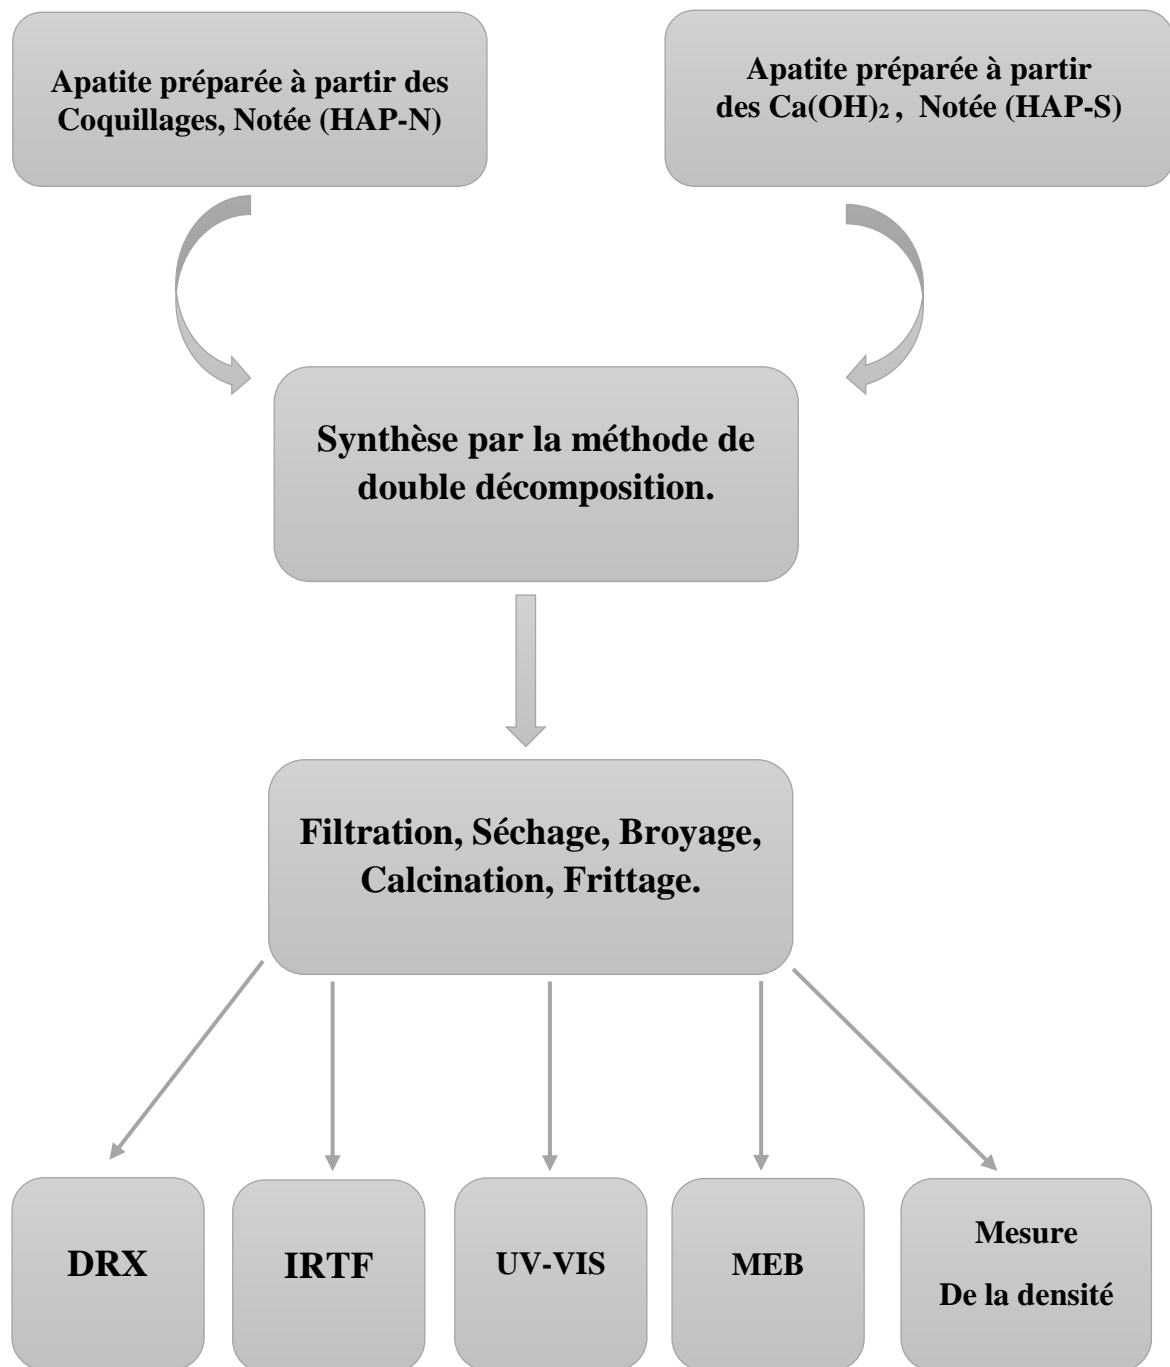 Apatite préparée à partir des
Coquillages, Notée (HAP-N)
Apatite préparée à partir
des Ca(OH)₂ , Notée (HAP-S)
Synthèse par la méthode de
double décomposition.
Filtration, Séchage, Broyage,
Calcination, Frittage.
DRX
IRTF
UV-VIS
MEB
Mesure
De la densité